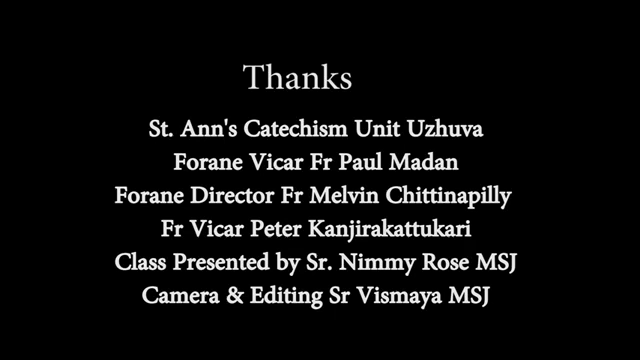 Thanks
St. Ann's Catechism Unit Uzhuva
Forane Vicar Fr Paul Madan
Forane Director Fr Melvin Chittinapilly
Fr Vicar Peter Kanjirakattukari
Class Presented by Sr. Nimmy Rose MSJ
Camera & Editing Sr Vismaya MSJ